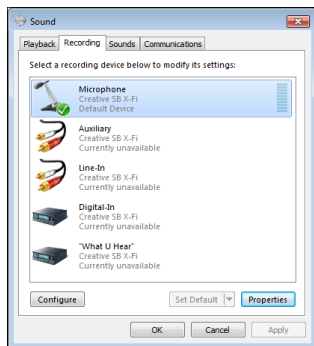 Sound
Playback Recording Sounds Communications
Select a recording device below to modify its settings:
Microphone
Creative SB X-Fi
Default Device
Auxiliary
Creative SB X-Fi
Currently unavailable
Line-In
Creative SB X-Fi
Currently unavailable
Digital-In
Creative SB X-Fi
Currently unavailable
"What U Hear"
Creative SB X-Fi
Currently unavailable
Configure Set Default Properties
OK Cancel Apply